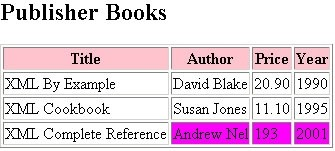 Publisher Books
Title Author Price Year
XML By Example David Blake 20.90 1990
XML Cookbook Susan Jones 11.10 1995
XML Complete Reference Andrew Nel 193 2001